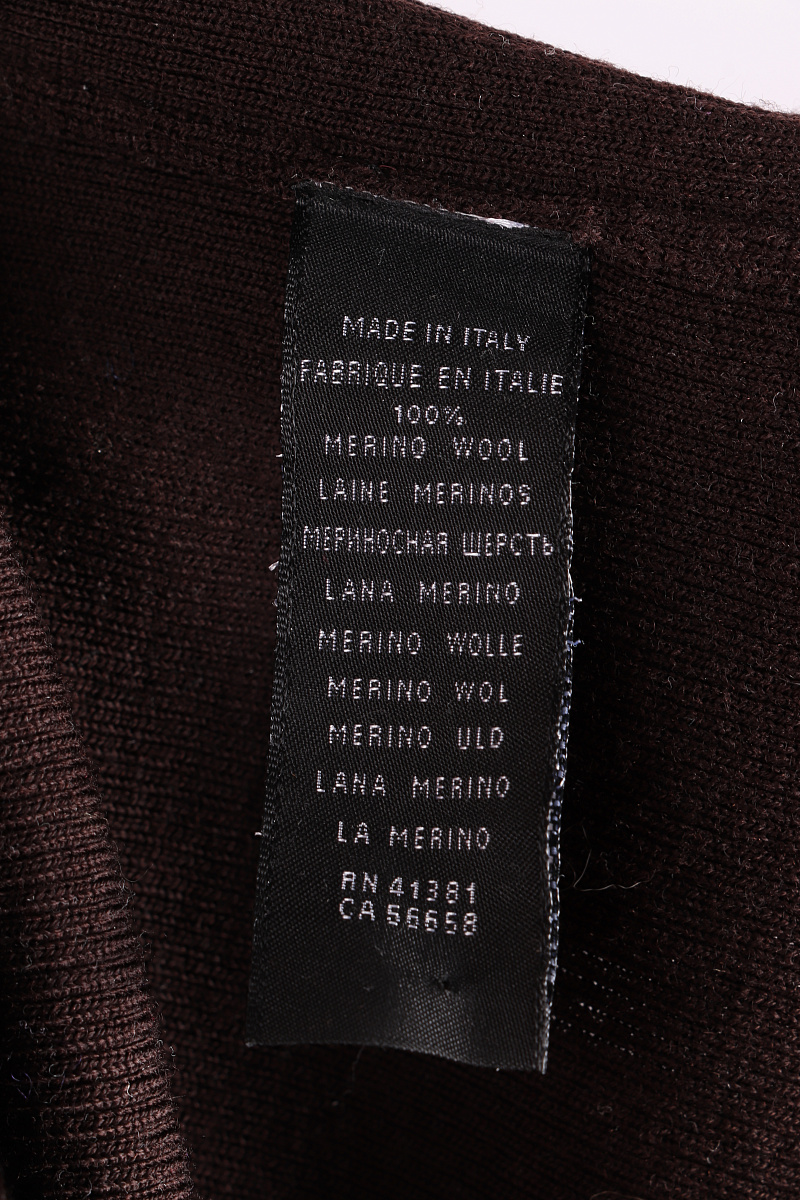 MADE IN ITALY
FABRIQUE EN ITALIE
100%
MERINO WOOL
LAINE MERINOS
МЕРИНОСНАЯ ШЕРСТЬ
LANA MERINO
MERINO WOLLE
MERINO WOL
MERINO ULD
LANA MERINO
LA MERINO
RN 41381
CA 56658